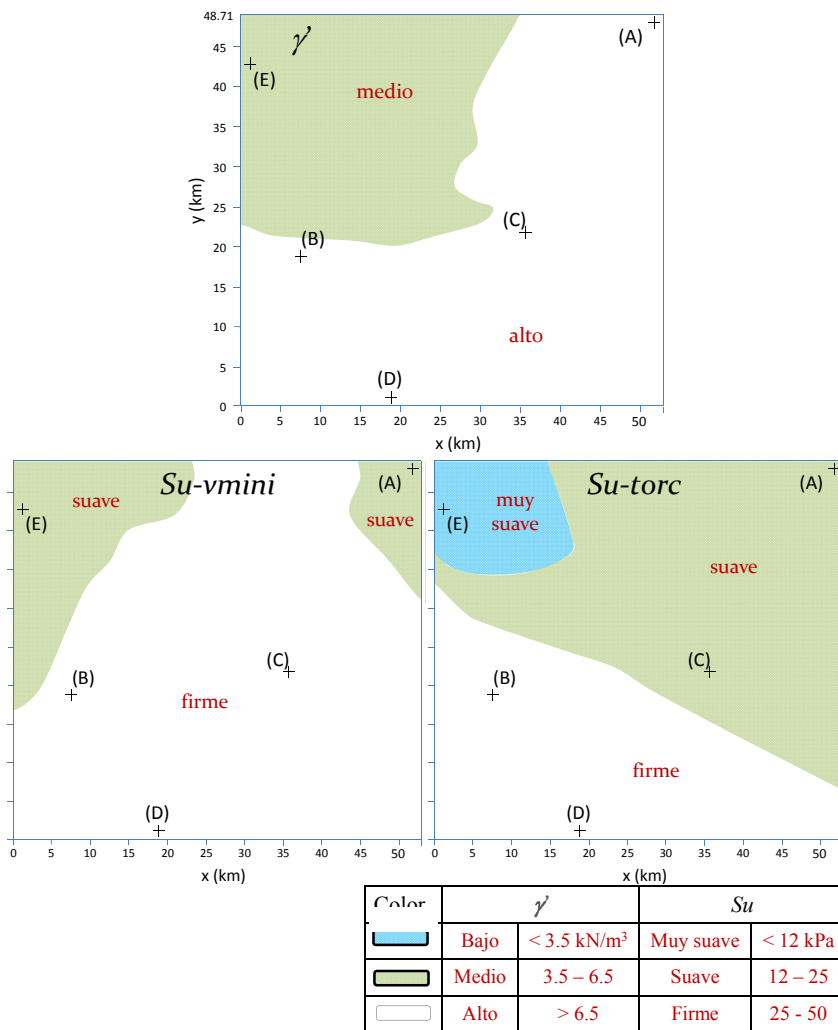 48.71
γ'
(A)
45
(E)
40
medio
35
30
y (km)
25
(C)
(B)
20
15
10
alto
5
(D)
0
0 5 10 15 20 25 30 35 40 45 50
x (km)
suave
Su-vmini
(A)
(E)
suave
(C)
(B)
firme
(D)
0 5 10 15 20 25 30 35 40 45 50
x (km)
muy
suave
Su-torc
(A)
(E)
suave
(C)
(B)
firme
(D)
0 5 10 15 20 25 30 35 40 45 50
x (km)
Color γ' Su
Bajo < 3.5 kN/m³ Muy suave < 12 kPa
Medio 3.5 – 6.5 Suave 12 – 25
Alto > 6.5 Firme 25 - 50